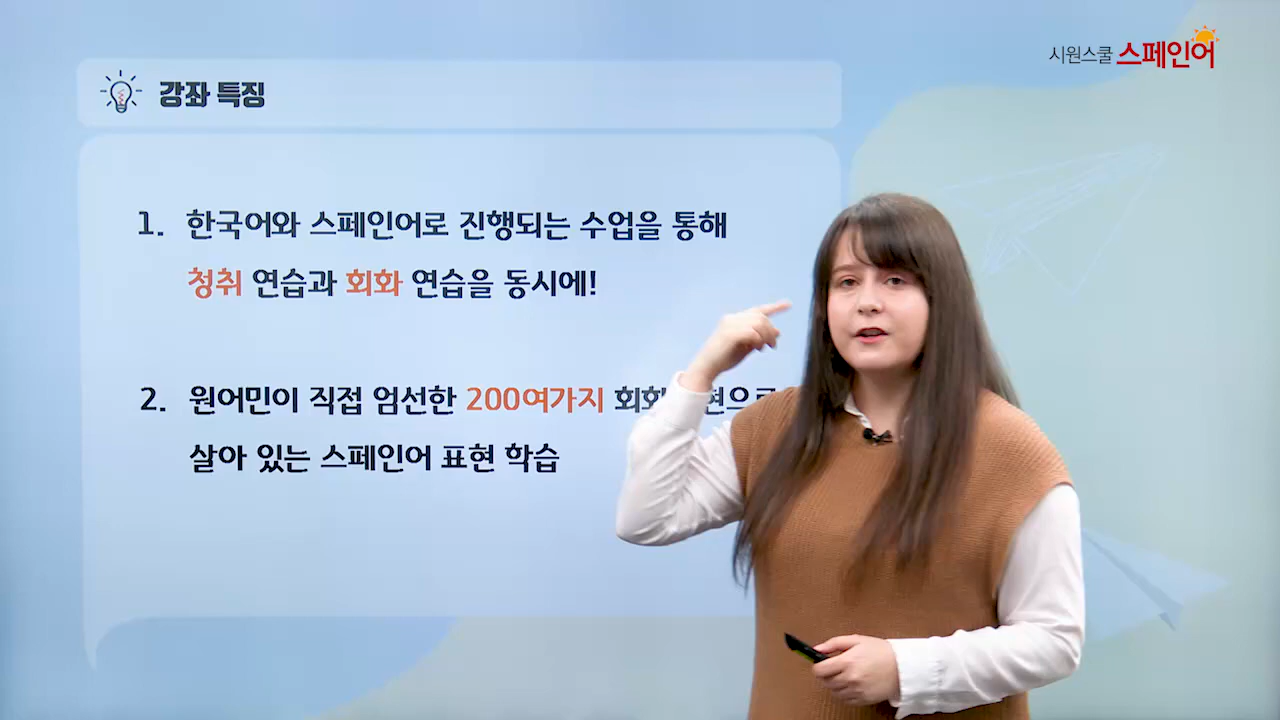 시원스쿨 스페인어
강좌 특징
1. 한국어와 스페인어로 진행되는 수업을 통해
청취 연습과 회화 연습을 동시에!
2. 원어민이 직접 엄선한 200여가지 회화
살아 있는 스페인어 표현 학습